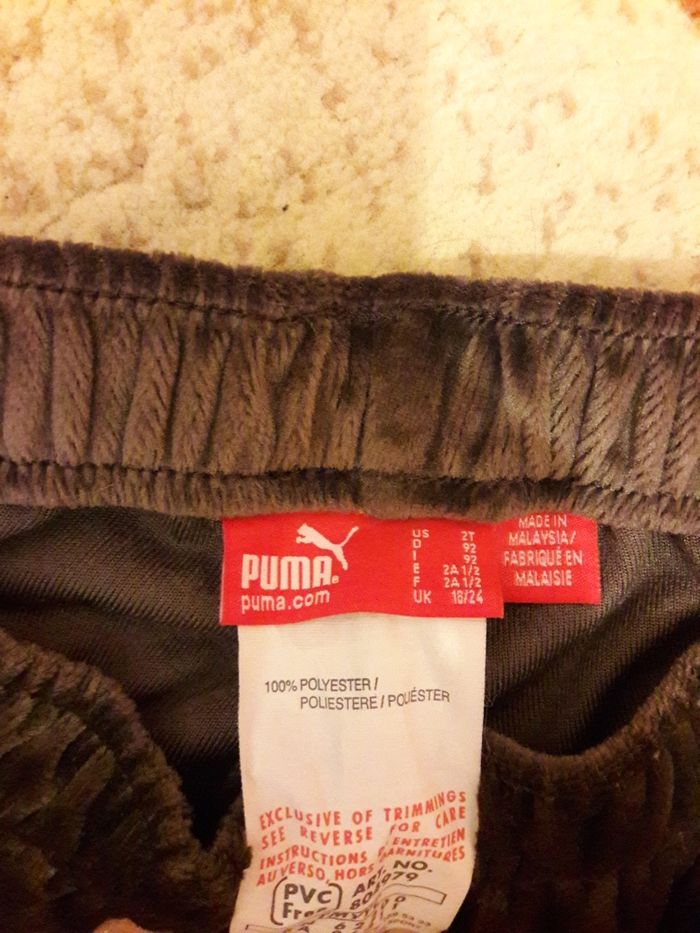 PUMA®
puma.com
US 2T
D 92
I 92
E 2A 1/2
F 2A 1/2
UK 18/24
MADE IN
MALAYSIA/
FABRIQUÉ EN
MALAISIE
100% POLYESTER /
POLIESTERE / POLIÉSTER
EXCLUSIVE OF TRIMMINGS
SEE REVERSE FOR CARE
INSTRUCTIONS ENTRETIEN
AU VERSO, HORS GARNITURES
PVC
NO.